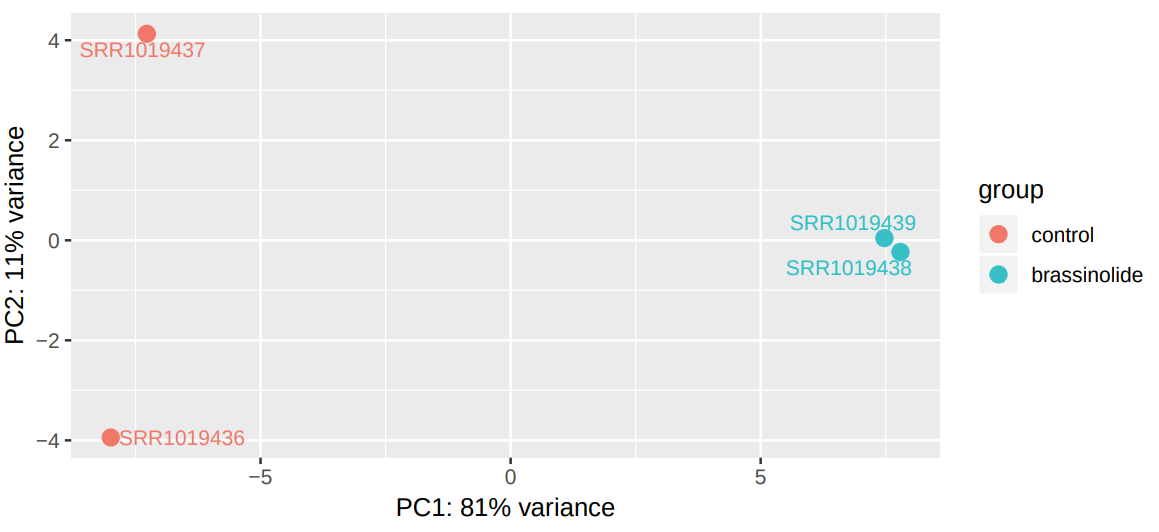 4
2
0
−2
−4
PC2: 11% variance
SRR1019437
SRR1019439
SRR1019438
SRR1019436
−5
0
5
PC1: 81% variance
group
control
brassinolide